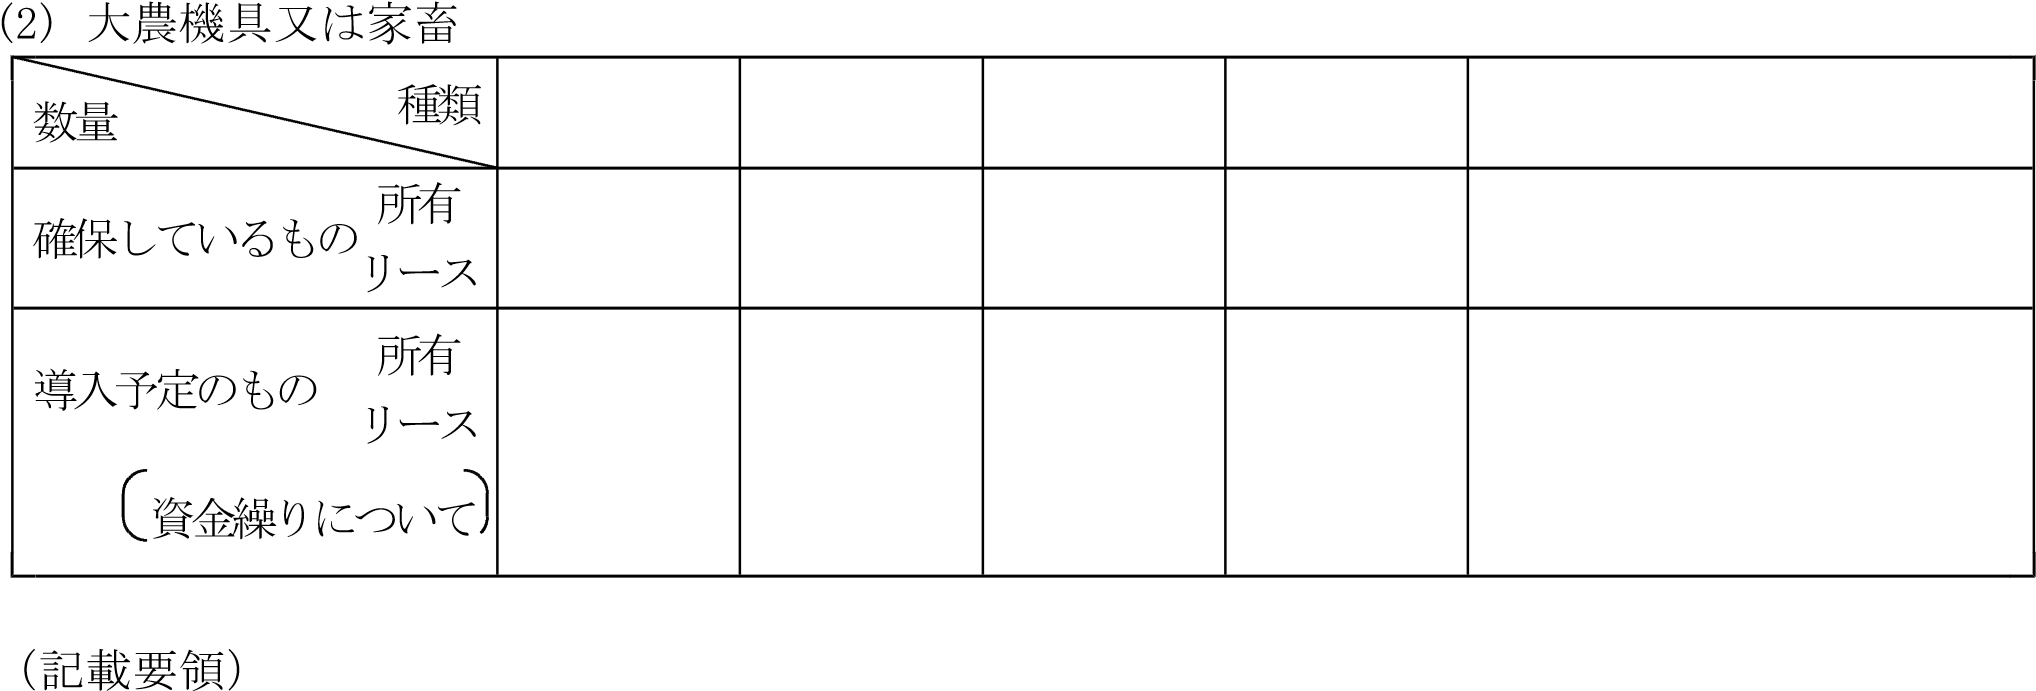 (2) 大農機具又は家畜
種類
数量
所有
確保しているもの
リース
所有
導入予定のもの
リース
資金繰りについて
（記載要領）